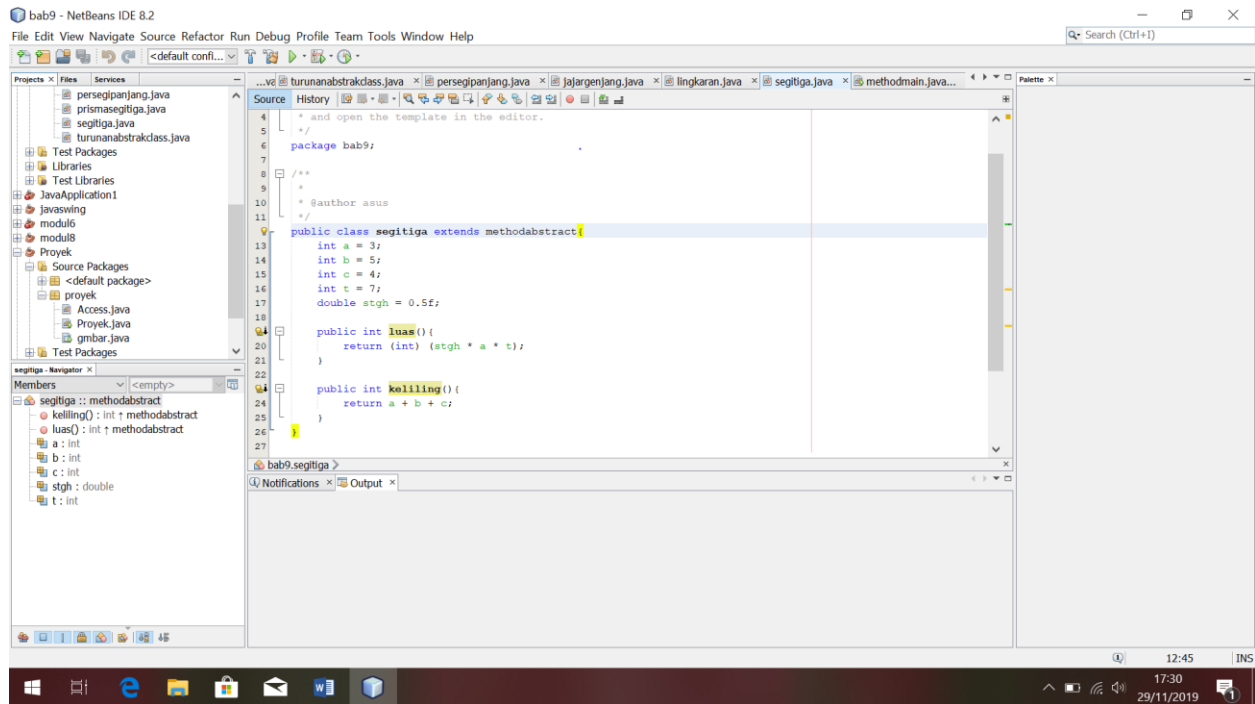 bab9 - NetBeans IDE 8.2
File Edit View Navigate Source Refactor Run Debug Profile Team Tools Window Help
Search (Ctrl+I)
<default confi...
Projects Files Services
persegipanjang.java
prismasegitiga.java
segitiga.java
turunanabstrakclass.java
Test Packages
Libraries
Test Libraries
JavaApplication1
javaswing
modul6
modul8
Proyek
Source Packages
<default package>
proyek
Access.java
Proyek.java
gmbar.java
Test Packages
segitiga - Navigator
Members <empty>
segitiga :: methodabstract
keliling() : int ↑ methodabstract
luas() : int ↑ methodabstract
a : int
b : int
c : int
stgh : double
t : int
...va turunanabstrakclass.java persegipanjang.java jajargenjang.java lingkaran.java segitiga.java methodmain.java...
Source History
4 * and open the template in the editor.
5 */
6 package bab9;
7
8 /**
9 *
10 * @author asus
11 */
public class segitiga extends methodabstract{
13 int a = 3;
14 int b = 5;
15 int c = 4;
16 int t = 7;
17 double stgh = 0.5f;
18
public int luas(){
20 return (int) (stgh * a * t);
21 }
22
public int keliling(){
24 return a + b + c;
25 }
26 }
27
bab9.segitiga
Notifications Output
Palette
1
12:45 INS
17:30
29/11/2019
1